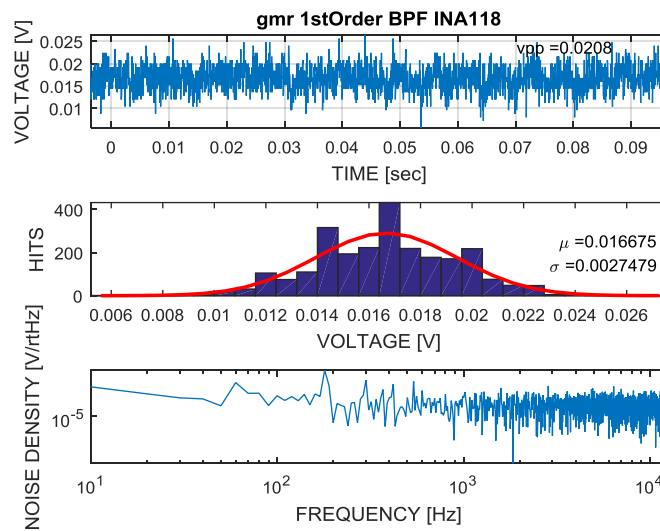 gmr 1stOrder BPF INA118
vpp =0.0208
VOLTAGE [V]
0.025
0.02
0.015
0.01
0 0.01 0.02 0.03 0.04 0.05 0.06 0.07 0.08 0.09
TIME [sec]
HITS
400
200
0
μ =0.016675
σ =0.0027479
0.006 0.008 0.01 0.012 0.014 0.016 0.018 0.02 0.022 0.024 0.026
VOLTAGE [V]
NOISE DENSITY [V/rtHz]
10^-5
10^1 10^2 10^3 10^4
FREQUENCY [Hz]